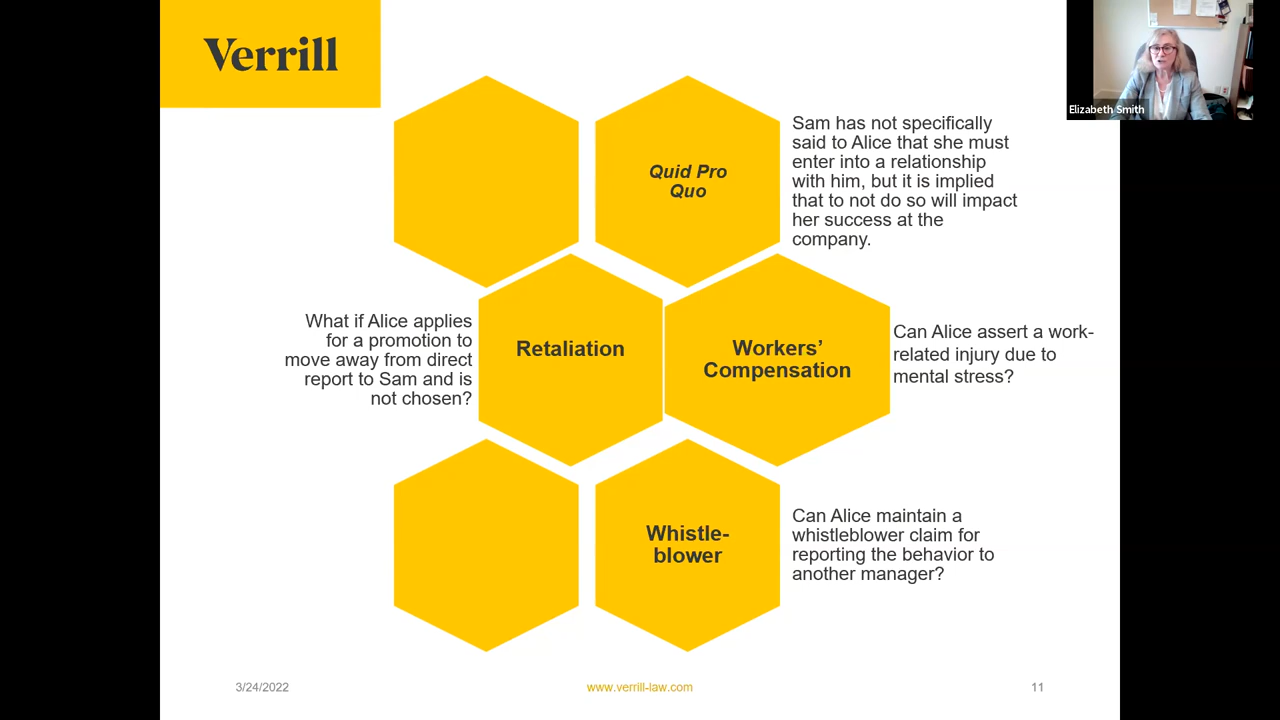 Verrill
Elizabeth Smith
Quid Pro
Quo
Sam has not specifically
said to Alice that she must
enter into a relationship
with him, but it is implied
that to not do so will impact
her success at the
company.
What if Alice applies
for a promotion to
move away from direct
report to Sam and is
not chosen?
Retaliation
Workers’
Compensation
Can Alice assert a work-
related injury due to
mental stress?
Whistle-
blower
Can Alice maintain a
whistleblower claim for
reporting the behavior to
another manager?
3/24/2022
www.verrill-law.com
11